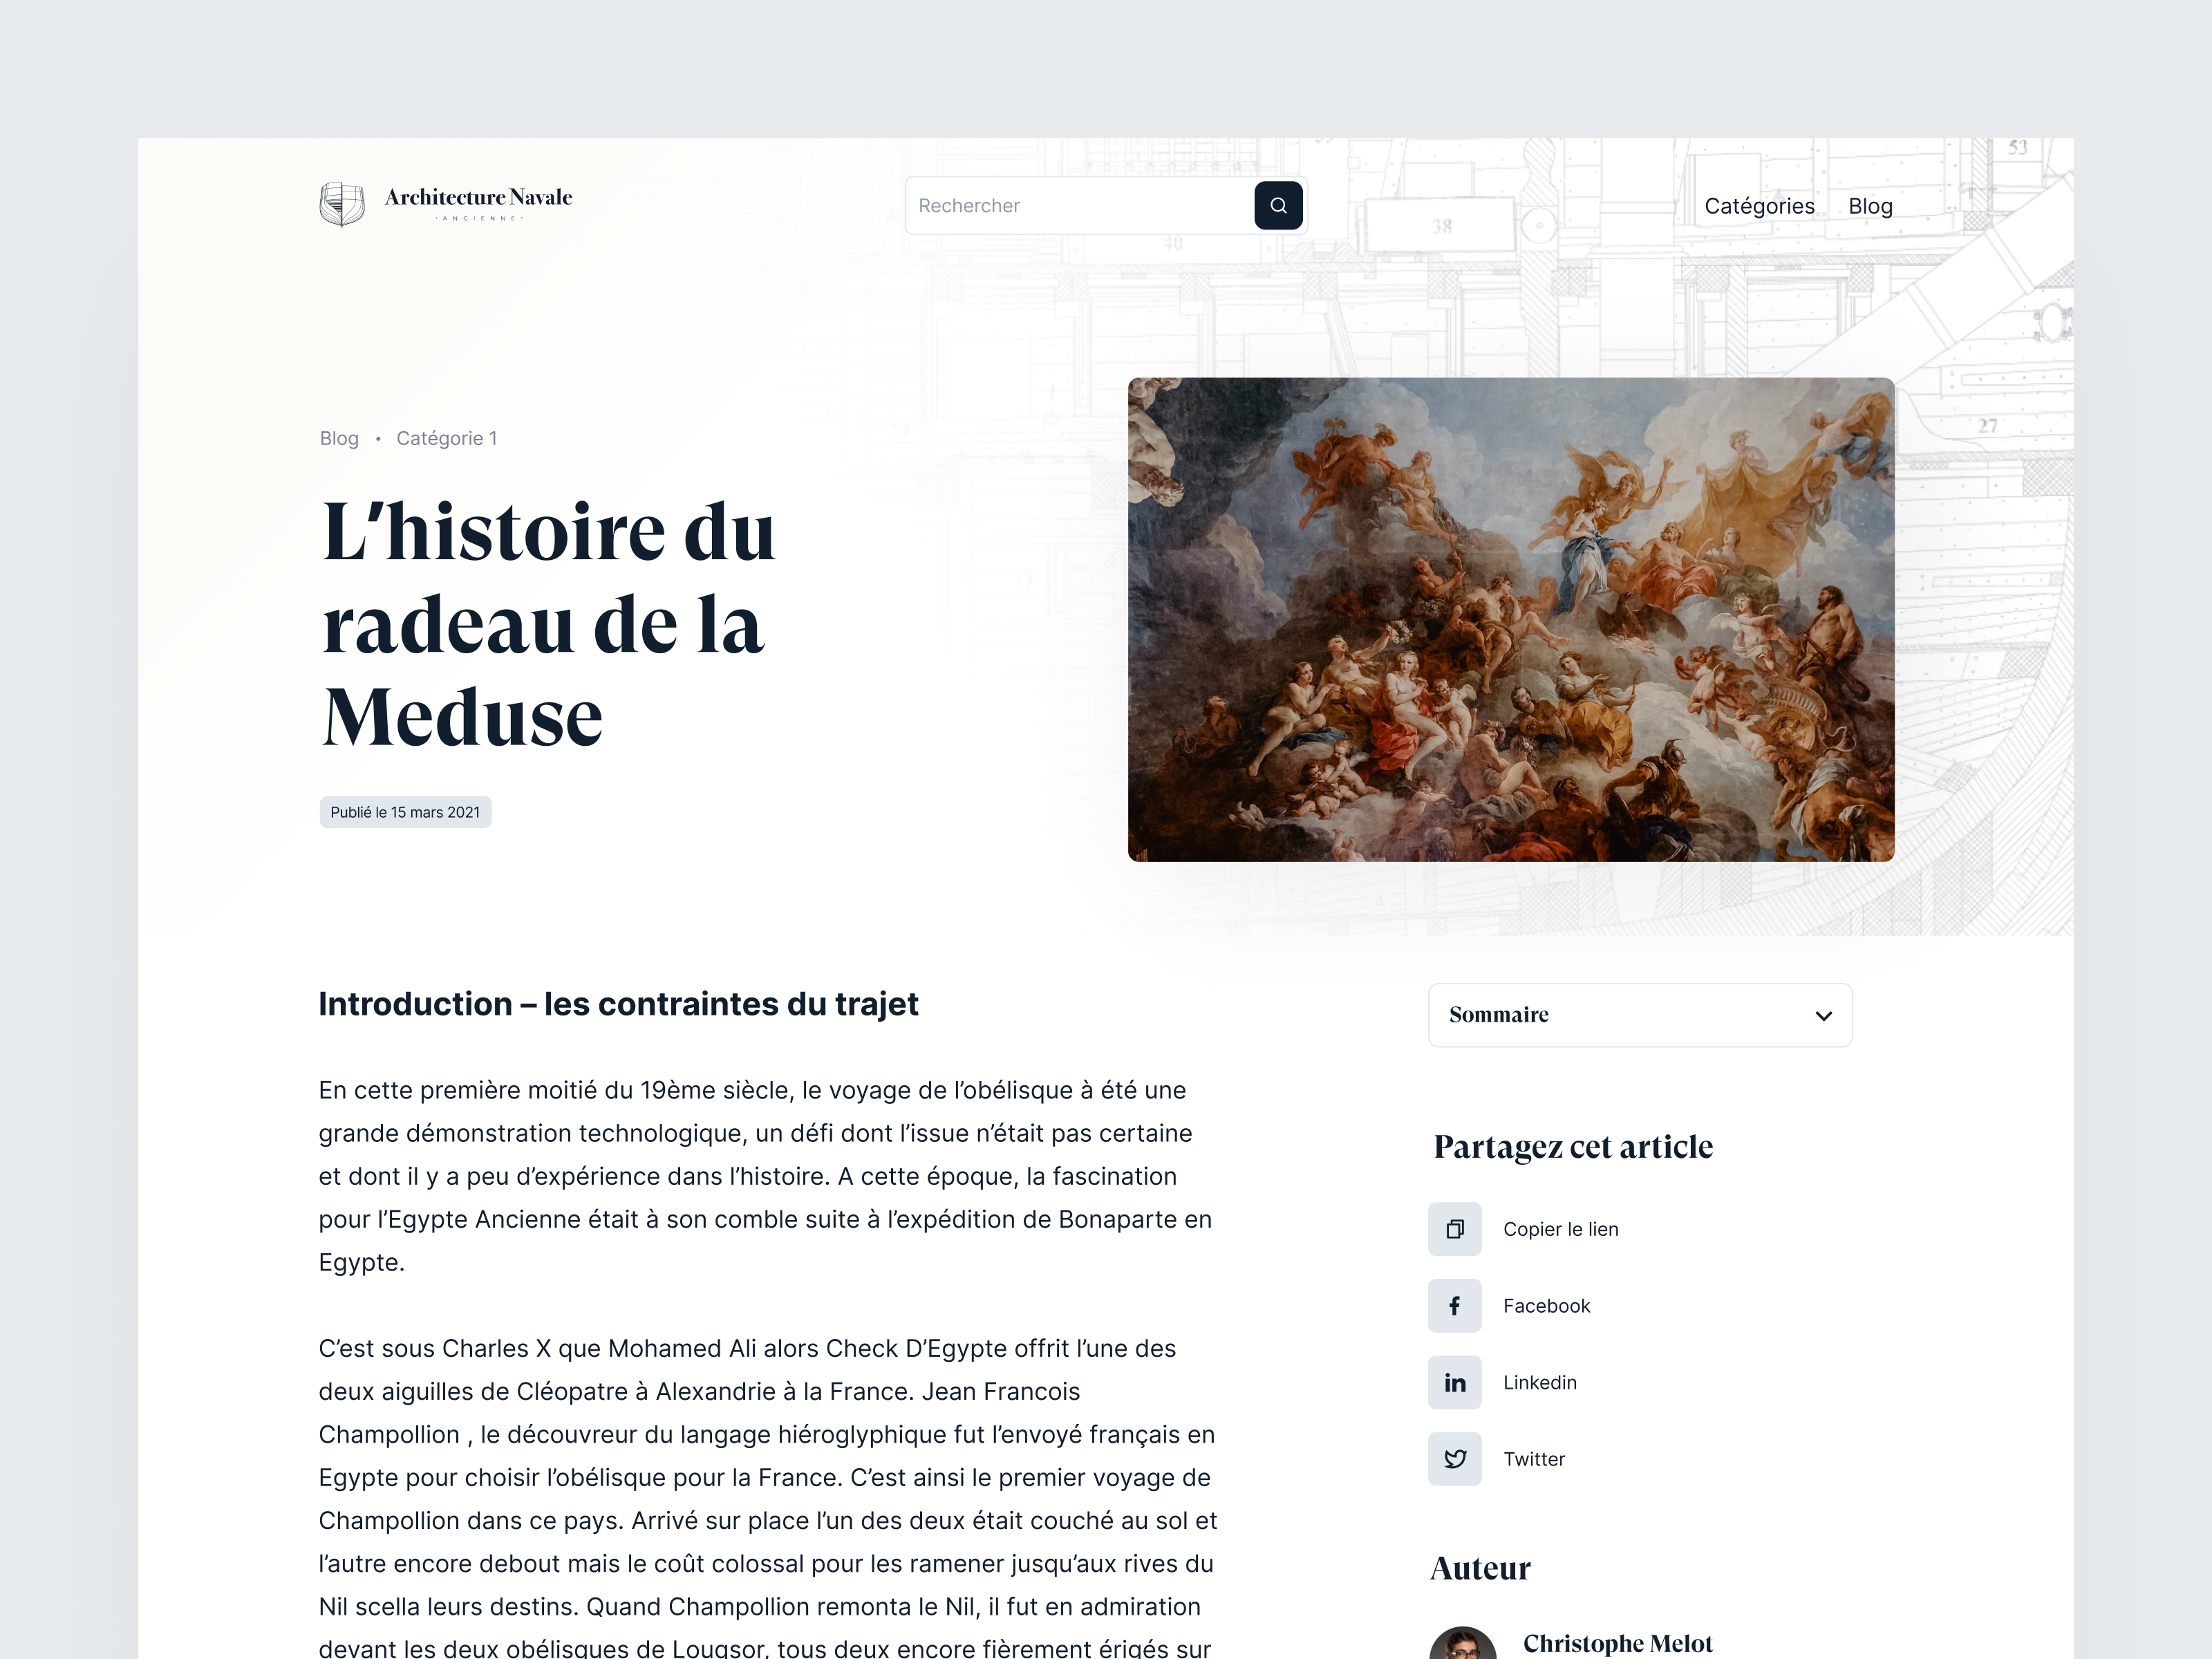 Architecture Navale
· ANCIENNE ·
Rechercher
Catégories
Blog
53
38
40
27
17
4
Blog • Catégorie 1
L'histoire du
radeau de la
Meduse
Publié le 15 mars 2021
Introduction – les contraintes du trajet
En cette première moitié du 19ème siècle, le voyage de l’obélisque à été une
grande démonstration technologique, un défi dont l’issue n’était pas certaine
et dont il y a peu d’expérience dans l’histoire. A cette époque, la fascination
pour l’Egypte Ancienne était à son comble suite à l’expédition de Bonaparte en
Egypte.
C’est sous Charles X que Mohamed Ali alors Check D’Egypte offrit l’une des
deux aiguilles de Cléopatre à Alexandrie à la France. Jean Francois
Champollion , le découvreur du langage hiéroglyphique fut l’envoyé français en
Egypte pour choisir l’obélisque pour la France. C’est ainsi le premier voyage de
Champollion dans ce pays. Arrivé sur place l’un des deux était couché au sol et
l’autre encore debout mais le coût colossal pour les ramener jusqu’aux rives du
Nil scella leurs destins. Quand Champollion remonta le Nil, il fut en admiration
devant les deux obélisques de Louqsor, tous deux encore fièrement érigés sur
Sommaire
Partagez cet article
Copier le lien
Facebook
Linkedin
Twitter
Auteur
Christophe Melot